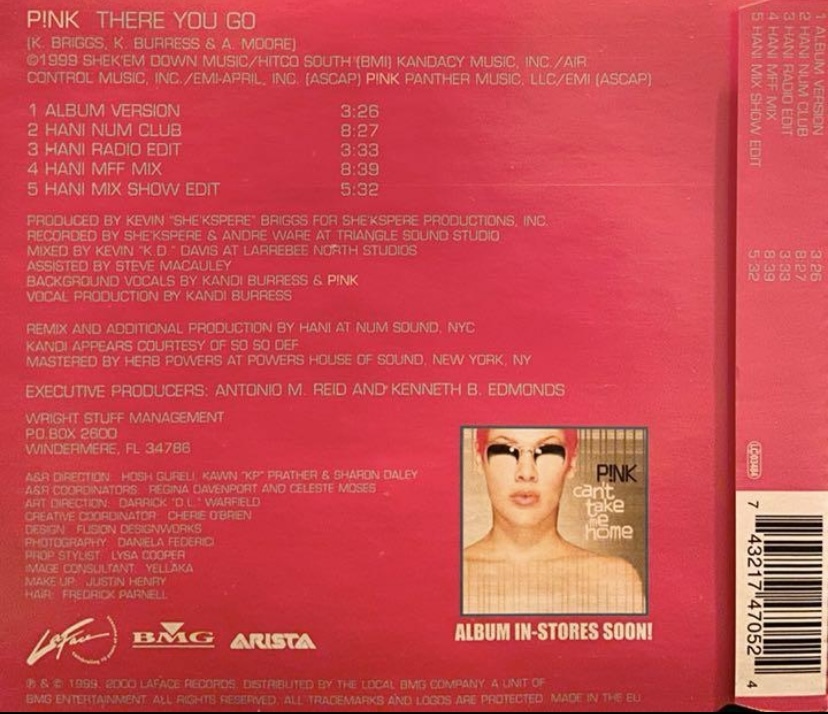 P!NK THERE YOU GO
(K. BRIGGS, K. BURRESS & A. MOORE)
©1999 SHEK'EM DOWN MUSIC/HITCO SOUTH (BMI) KANDACY MUSIC, INC./AIR
CONTROL MUSIC, INC./EMI-APRIL, INC. (ASCAP) P!NK PANTHER MUSIC, LLC/EMI (ASCAP)
1 ALBUM VERSION 3:26
2 HANI NUM CLUB 8:27
3 HANI RADIO EDIT 3:33
4 HANI MFF MIX 8:39
5 HANI MIX SHOW EDIT 5:32
PRODUCED BY KEVIN "SHE'KSPERE" BRIGGS FOR SHE'KSPERE PRODUCTIONS, INC.
RECORDED BY SHE'KSPERE & ANDRE WARE AT TRIANGLE SOUND STUDIO
MIXED BY KEVIN "K.D." DAVIS AT LARREBEE NORTH STUDIOS
ASSISTED BY STEVE MACAULEY
BACKGROUND VOCALS BY KANDI BURRESS & P!NK
VOCAL PRODUCTION BY KANDI BURRESS
REMIX AND ADDITIONAL PRODUCTION BY HANI AT NUM SOUND, NYC
KANDI APPEARS COURTESY OF SO SO DEF
MASTERED BY HERB POWERS AT POWERS HOUSE OF SOUND, NEW YORK, NY
EXECUTIVE PRODUCERS: ANTONIO M. REID AND KENNETH B. EDMONDS
WRIGHT STUFF MANAGEMENT
P.O.BOX 2600
WINDERMERE, FL 34786
A&R DIRECTION: HOSH GURELI, KAWN "KP" PRATHER & SHARON DALEY
A&R COORDINATORS: REGINA DAVENPORT AND CELESTE MOSES
ART DIRECTION: DARRICK "D.L." WARFIELD
CREATIVE COORDINATOR: CHERIE O'BRIEN
DESIGN: FUSION DESIGNWORKS
PHOTOGRAPHY: DANIELA FEDERICI
PROP STYLIST: LYSA COOPER
IMAGE CONSULTANT: YELLAKA
MAKE UP: JUSTIN HENRY
HAIR: FREDRICK PARNELL
P!NK
can't
take
me
home
ALBUM IN-STORES SOON!
LaFace
BMG
ARISTA
℗ & © 1999, 2000 LAFACE RECORDS. DISTRIBUTED BY THE LOCAL BMG COMPANY. A UNIT OF
BMG ENTERTAINMENT. ALL RIGHTS RESERVED. ALL TRADEMARKS AND LOGOS ARE PROTECTED. MADE IN THE EU.
1 ALBUM VERSION 3:26
2 HANI NUM CLUB 8:27
3 HANI RADIO EDIT 3:33
4 HANI MFF MIX 8:39
5 HANI MIX SHOW EDIT 5:32
LC03484
7 43217 47052 4